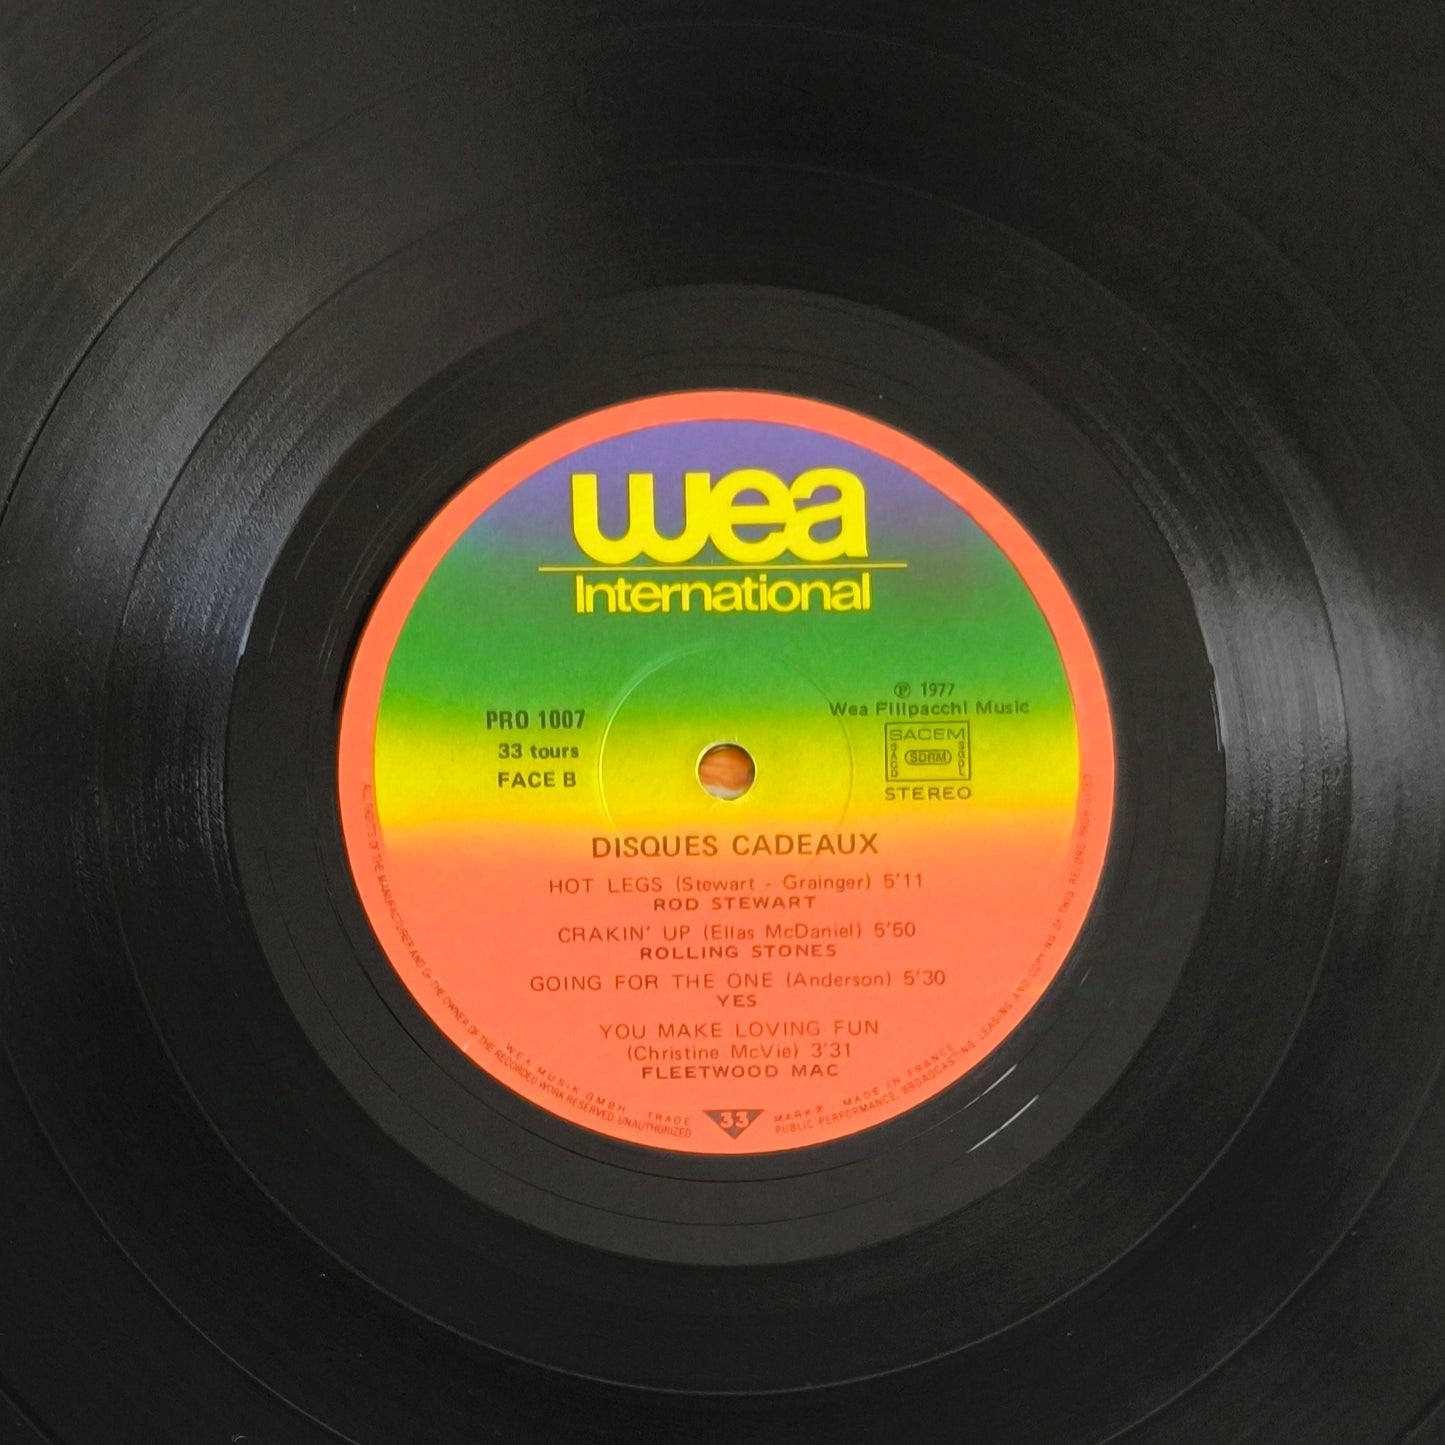 wea
International
℗ 1977
Wea Filipacchi Music
PRO 1007
33 tours
FACE B
SACEM
SACD
SDRM
SGDL
STEREO
DISQUES CADEAUX
HOT LEGS (Stewart - Grainger) 5'11
ROD STEWART
CRAKIN' UP (Ellas McDaniel) 5'50
ROLLING STONES
GOING FOR THE ONE (Anderson) 5'30
YES
YOU MAKE LOVING FUN
(Christine McVie) 3'31
FLEETWOOD MAC
WEA MUSIK GMBH TRADE 33 MARK® MADE IN FRANCE
ALL RIGHTS OF THE MANUFACTURER AND OF THE OWNER OF THE RECORDED WORK RESERVED. UNAUTHORIZED PUBLIC PERFORMANCE, BROADCASTING LEASING AND COPYING OF THIS RECORD PROHIBITED